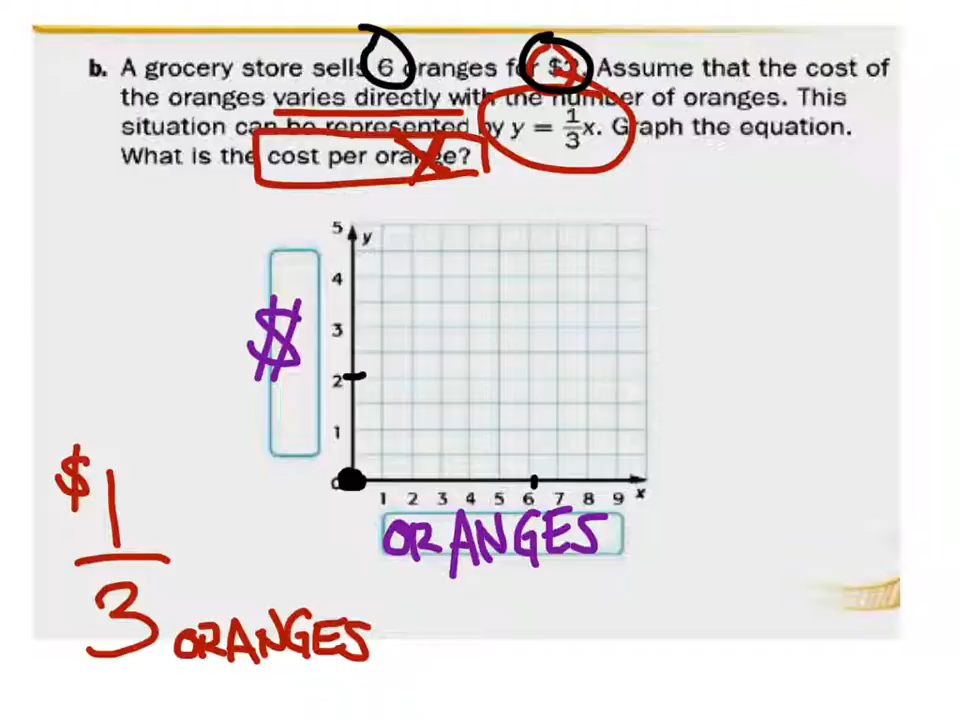 b. A grocery store sells 6 oranges for $2. Assume that the cost of
the oranges varies directly with the number of oranges. This
situation can be represented by y = 1/3 x. Graph the equation.
What is the cost per orange?
X
5 y
4
$
3
2
1
0
1 2 3 4 5 6 7 8 9 x
ORANGES
$1
3 ORANGES